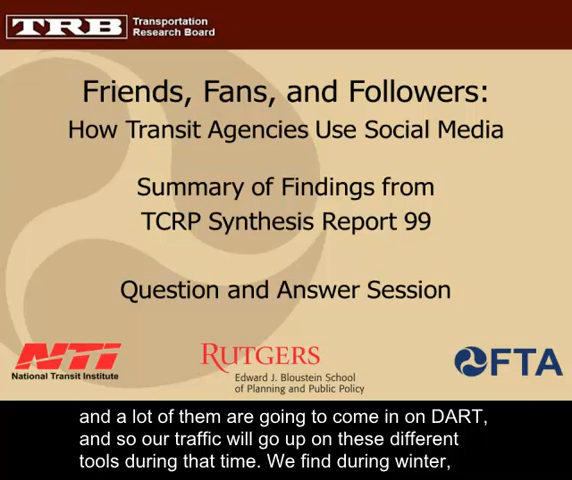 TRB Transportation
Research Board
Friends, Fans, and Followers:
How Transit Agencies Use Social Media
Summary of Findings from
TCRP Synthesis Report 99
Question and Answer Session
NTI
National Transit Institute
RUTGERS
Edward J. Bloustein School
of Planning and Public Policy
FTA
and a lot of them are going to come in on DART,
and so our traffic will go up on these different
tools during that time. We find during winter,